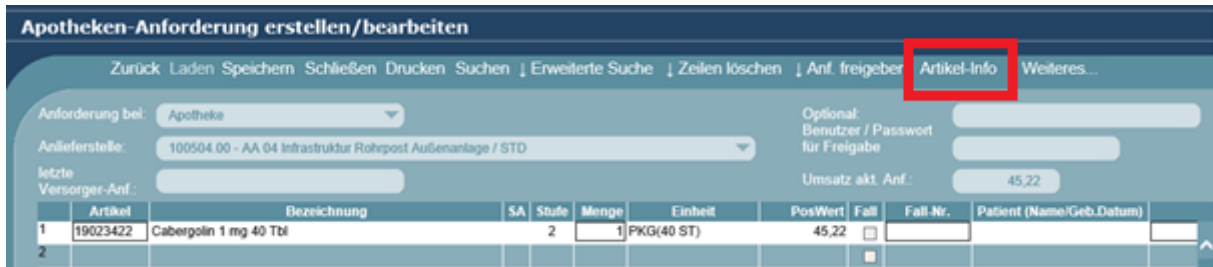 Apotheken-Anforderung erstellen/bearbeiten
Zurück Laden Speichern Schließen Drucken Suchen ↓ Erweiterte Suche ↓ Zeilen löschen ↓ Anf. freigeben Artikel-Info Weiteres...
Anforderung bei: Apotheke
Optional:
Benutzer / Passwort
für Freigabe
Anlieferstelle: 100504.00 - AA 04 Infrastruktur Rohrpost Außenanlage / STD
letzte
Versorger-Anf.:
Umsatz akt. Anf.: 45,22
Artikel Bezeichnung SA Stufe Menge Einheit PosWert Fall Fall-Nr. Patient (Name/Geb.Datum)
1 19023422 Cabergolin 1 mg 40 Tbl 2 1 PKG(40 ST) 45,22
2